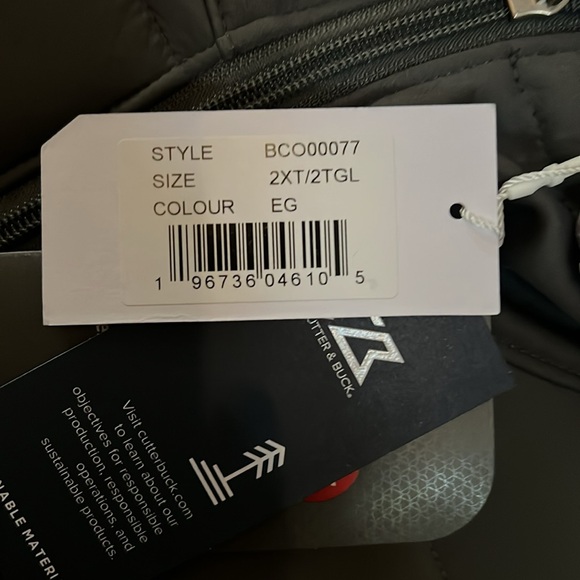 STYLE BCO00077
SIZE 2XT/2TGL
COLOUR EG
1 96736 04610 5
CUTTER & BUCK®
Visit cutterbuck.com
to learn about our
objectives for responsible
production, responsible
operations, and
sustainable products.